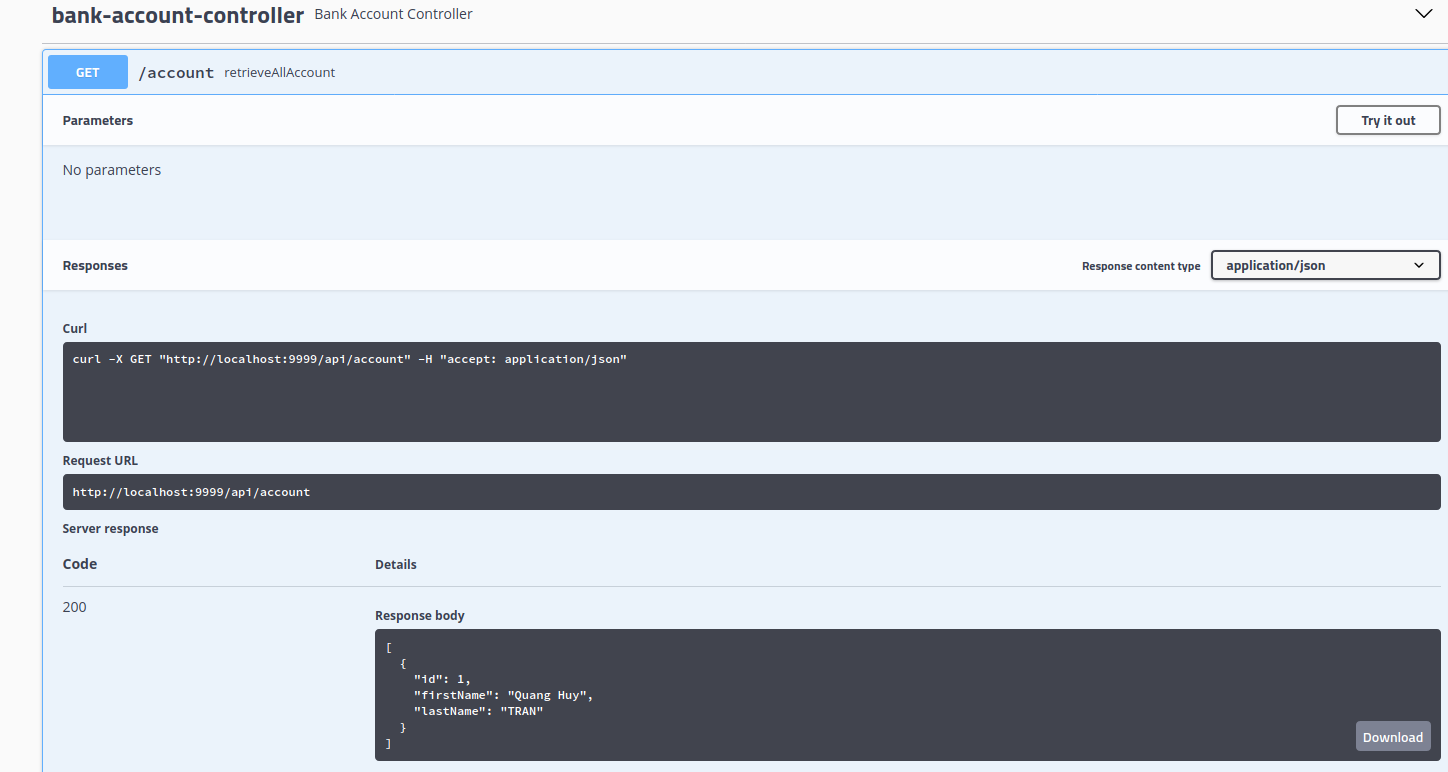 bank-account-controller Bank Account Controller
GET /account retrieveAllAccount
Parameters Try it out
No parameters
Responses Response content type application/json
Curl
curl -X GET "http://localhost:9999/api/account" -H "accept: application/json"
Request URL
http://localhost:9999/api/account
Server response
Code Details
200
Response body
[
  {
    "id": 1,
    "firstName": "Quang Huy",
    "lastName": "TRAN"
  }
]
Download